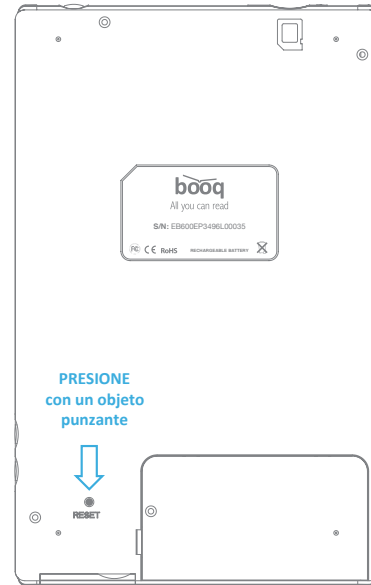 booq
All you can read
S/N: EB600EP3496L00035
FC CE RoHS RECHARGEABLE BATTERY
PRESIONE
con un objeto
punzante
RESET